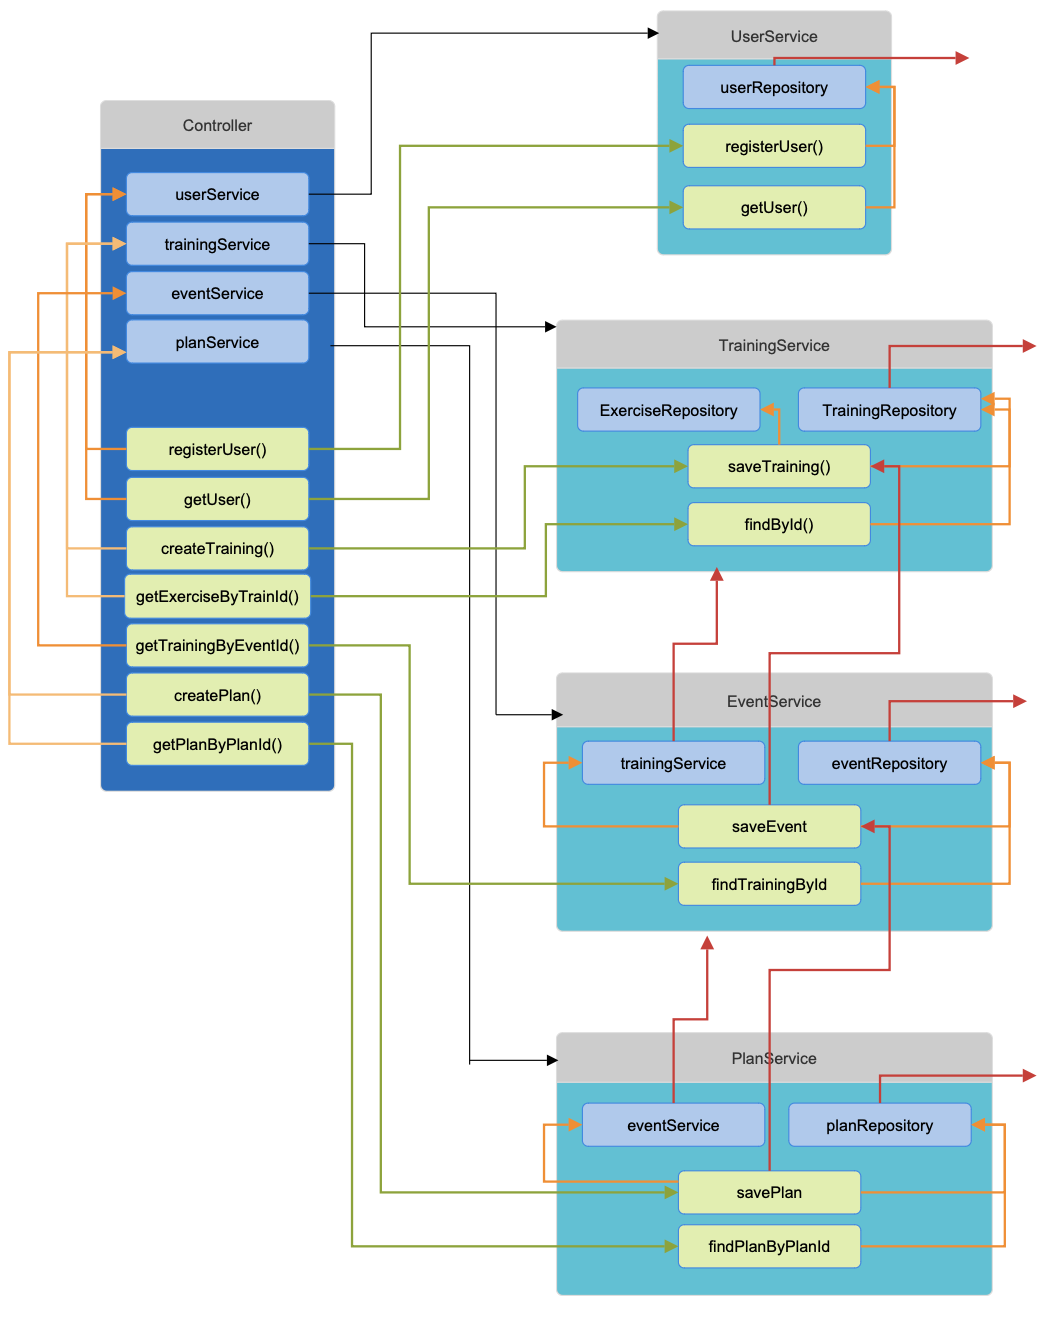 Controller
userService
trainingService
eventService
planService
registerUser()
getUser()
createTraining()
getExerciseByTrainId()
getTrainingByEventId()
createPlan()
getPlanByPlanId()
UserService
userRepository
registerUser()
getUser()
TrainingService
ExerciseRepository
TrainingRepository
saveTraining()
findById()
EventService
trainingService
eventRepository
saveEvent
findTrainingById
PlanService
eventService
planRepository
savePlan
findPlanByPlanId